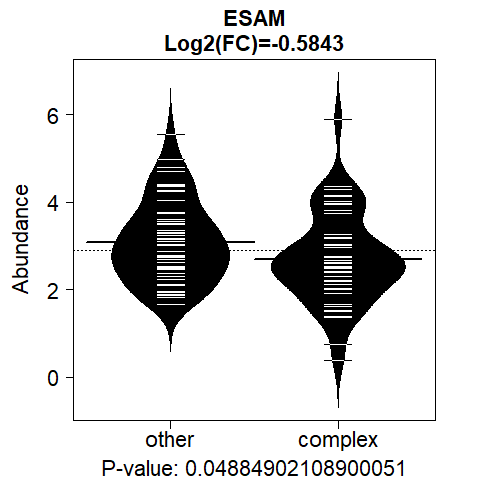 ESAM
Log2(FC)=-0.5843
Abundance
6
4
2
0
other complex
P-value: 0.04884902108900051